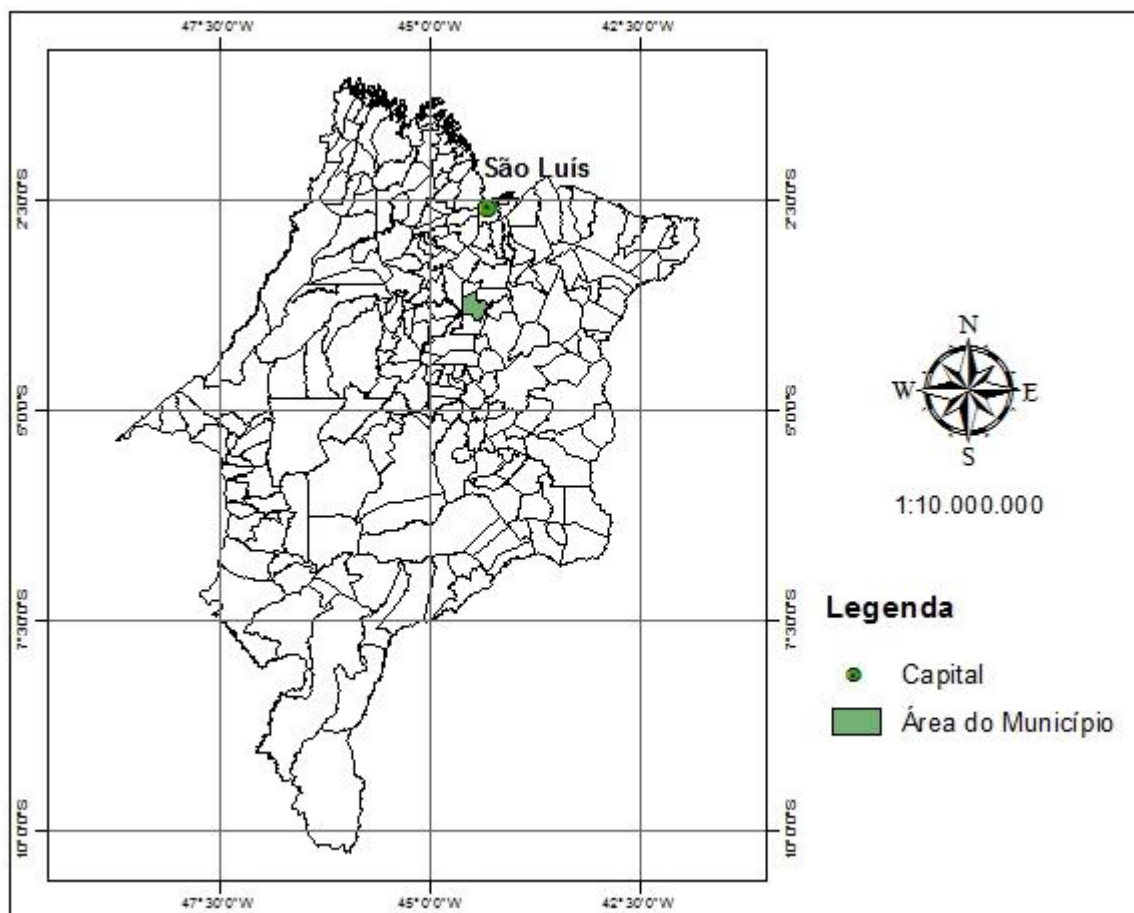 47°30'0"W 45°0'0"W 42°30'0"W
São Luís
2°30'0"S 2°30'0"S
5°0'0"S 5°0'0"S
7°30'0"S 7°30'0"S
10°0'0"S 10°0'0"S
47°30'0"W 45°0'0"W 42°30'0"W
N
W E
S
1:10.000.000
Legenda
Capital
Área do Município